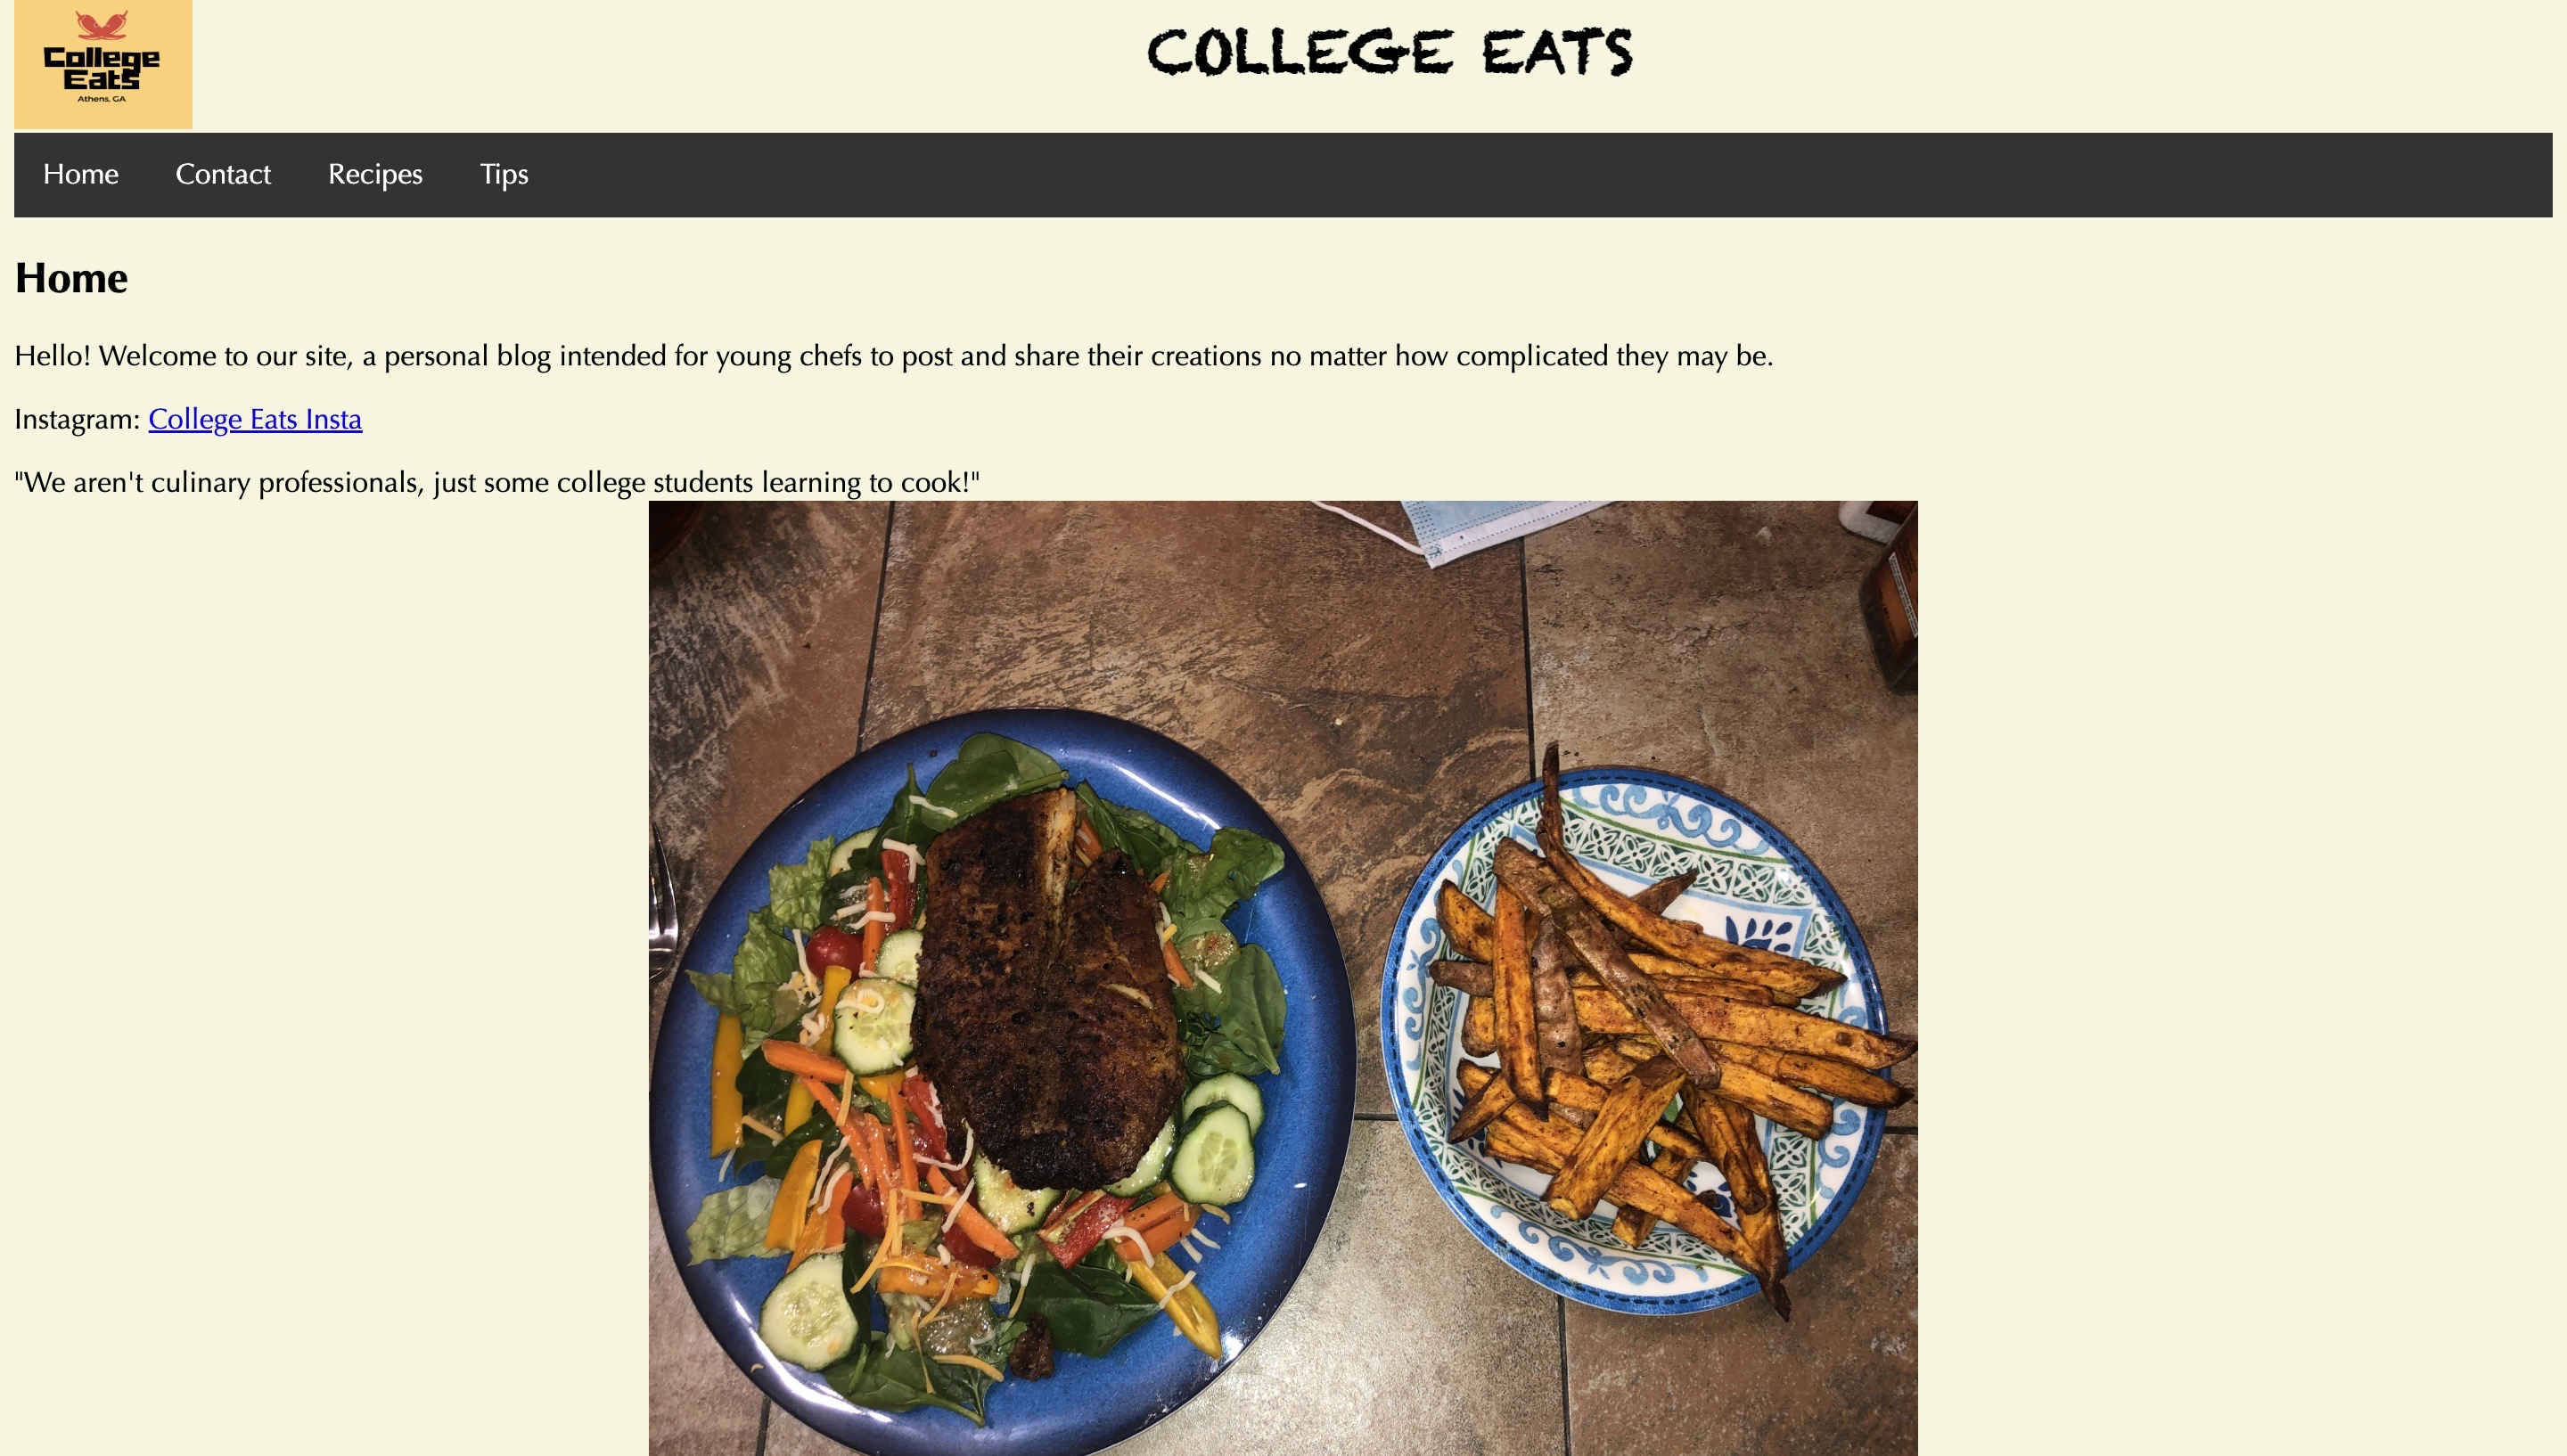 College
Eats
Athens, GA
COLLEGE EATS
Home Contact Recipes Tips
Home
Hello! Welcome to our site, a personal blog intended for young chefs to post and share their creations no matter how complicated they may be.
Instagram: College Eats Insta
"We aren't culinary professionals, just some college students learning to cook!"